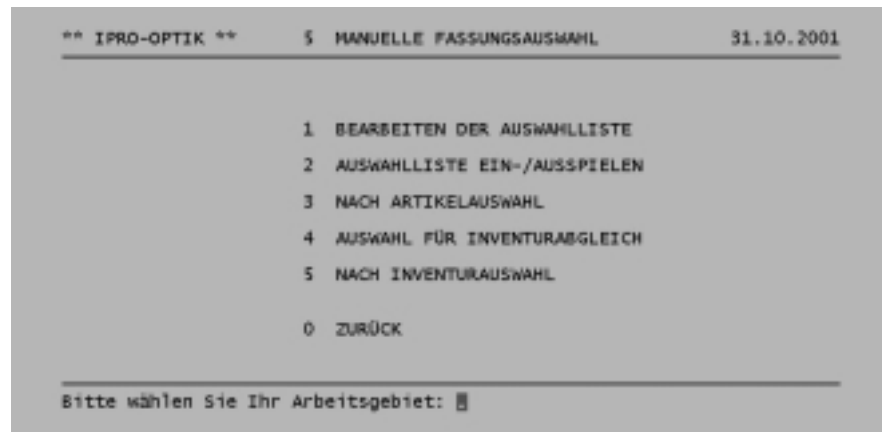 ** IPRO-OPTIK ** 5 MANUELLE FASSUNGSAUSWAHL 31.10.2001
1 BEARBEITEN DER AUSWAHLLISTE
2 AUSWAHLLISTE EIN-/AUSSPIELEN
3 NACH ARTIKELAUSWAHL
4 AUSWAHL FÜR INVENTURABGLEICH
5 NACH INVENTURAUSWAHL
0 ZURÜCK
Bitte wählen Sie Ihr Arbeitsgebiet: